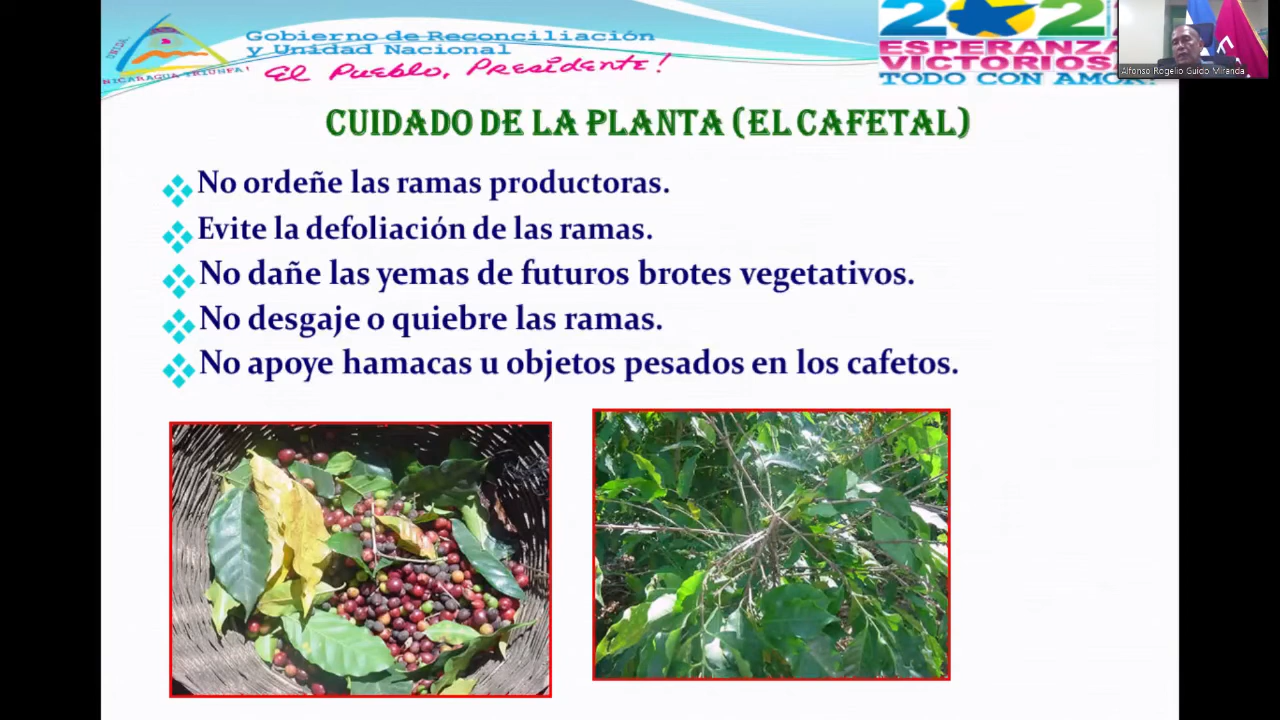 Gobierno de Reconciliación
y Unidad Nacional
El Pueblo, Presidente!
UNIDA,
NICARAGUA TRIUNFA!
ESPERANZA
VICTORIOS
TODO CON AMOR!
Alfonso Rogelio Guido Miranda
CUIDADO DE LA PLANTA (EL CAFETAL)
No ordeñe las ramas productoras.
Evite la defoliación de las ramas.
No dañe las yemas de futuros brotes vegetativos.
No desgaje o quiebre las ramas.
No apoye hamacas u objetos pesados en los cafetos.